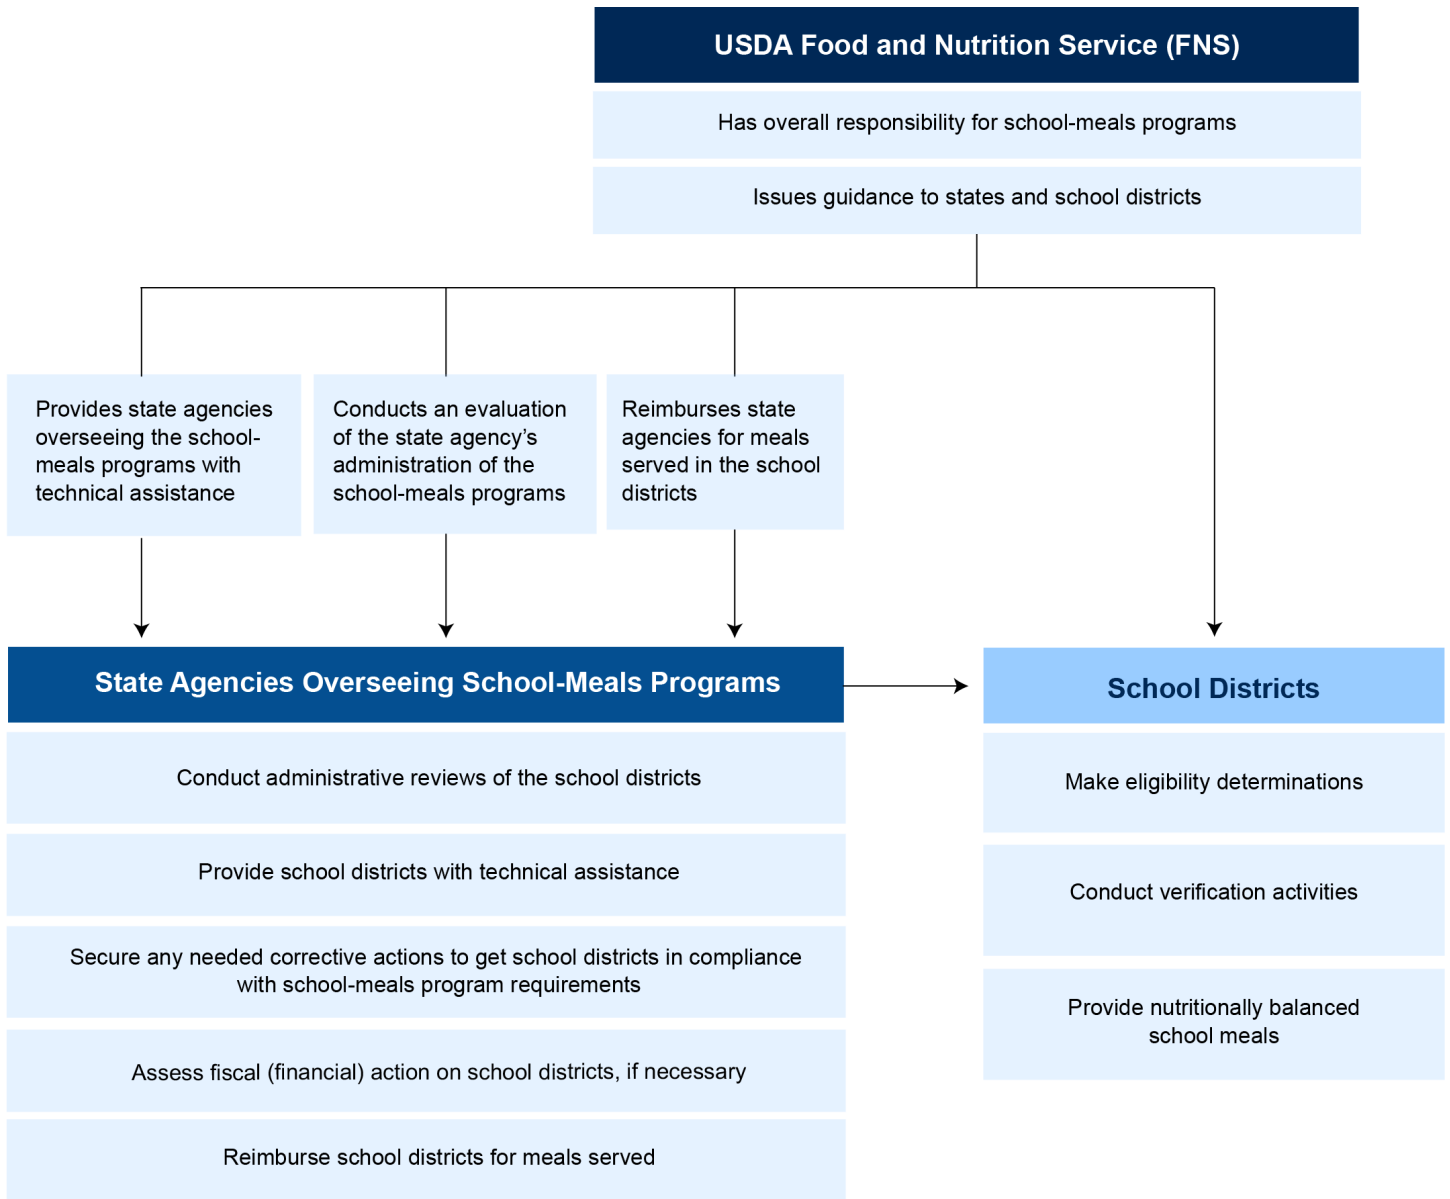 USDA Food and Nutrition Service (FNS)
Has overall responsibility for school-meals programs
Issues guidance to states and school districts
Provides state agencies
overseeing the school-
meals programs with
technical assistance
Conducts an evaluation
of the state agency’s
administration of the
school-meals programs
Reimburses state
agencies for meals
served in the school
districts
State Agencies Overseeing School-Meals Programs
Conduct administrative reviews of the school districts
Provide school districts with technical assistance
Secure any needed corrective actions to get school districts in compliance
with school-meals program requirements
Assess fiscal (financial) action on school districts, if necessary
Reimburse school districts for meals served
School Districts
Make eligibility determinations
Conduct verification activities
Provide nutritionally balanced
school meals